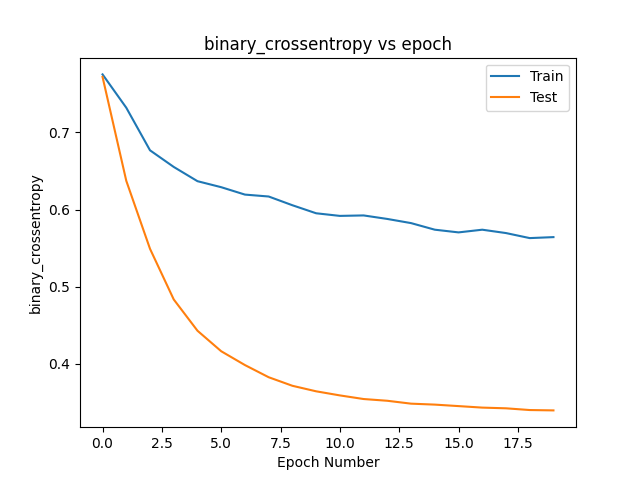 binary_crossentropy vs epoch
Train
Test
binary_crossentropy
0.7
0.6
0.5
0.4
0.0 2.5 5.0 7.5 10.0 12.5 15.0 17.5
Epoch Number